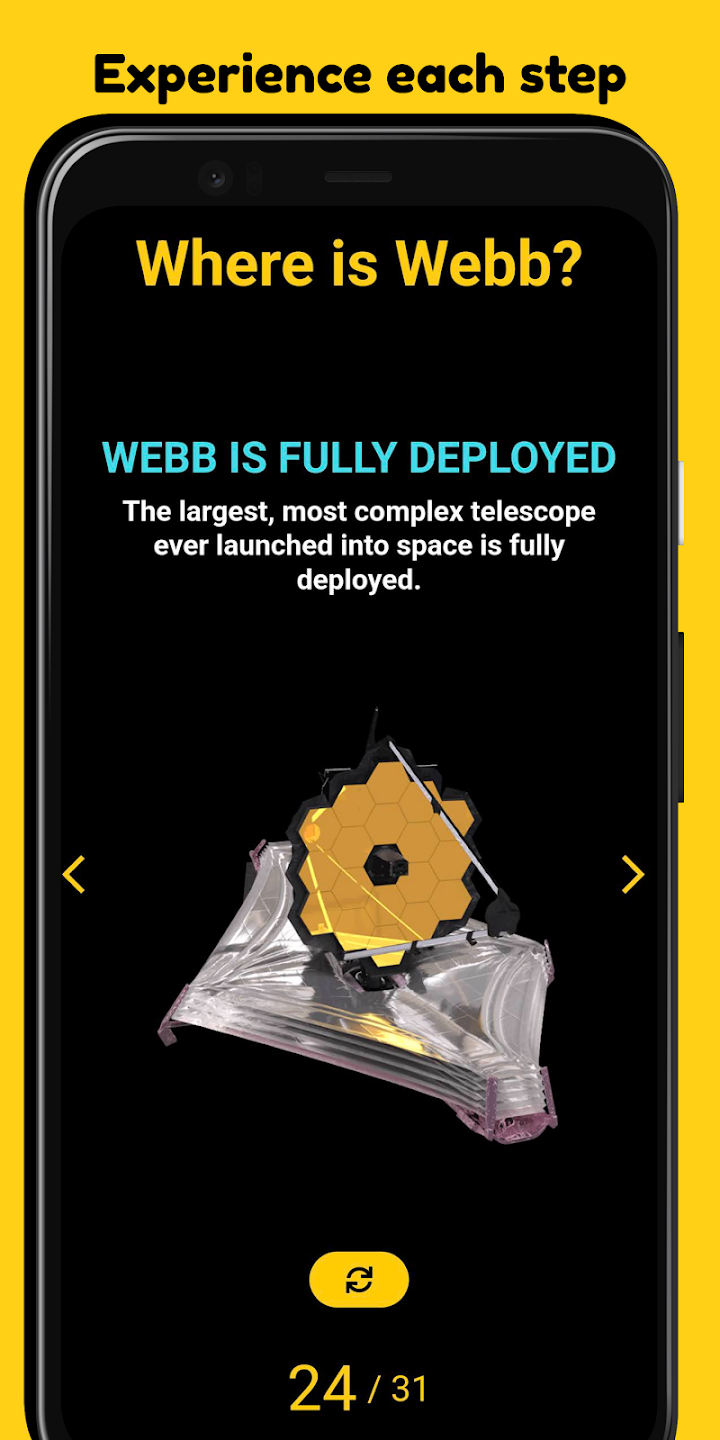 Experience each step
Where is Webb?
WEBB IS FULLY DEPLOYED
The largest, most complex telescope
ever launched into space is fully
deployed.
24 / 31